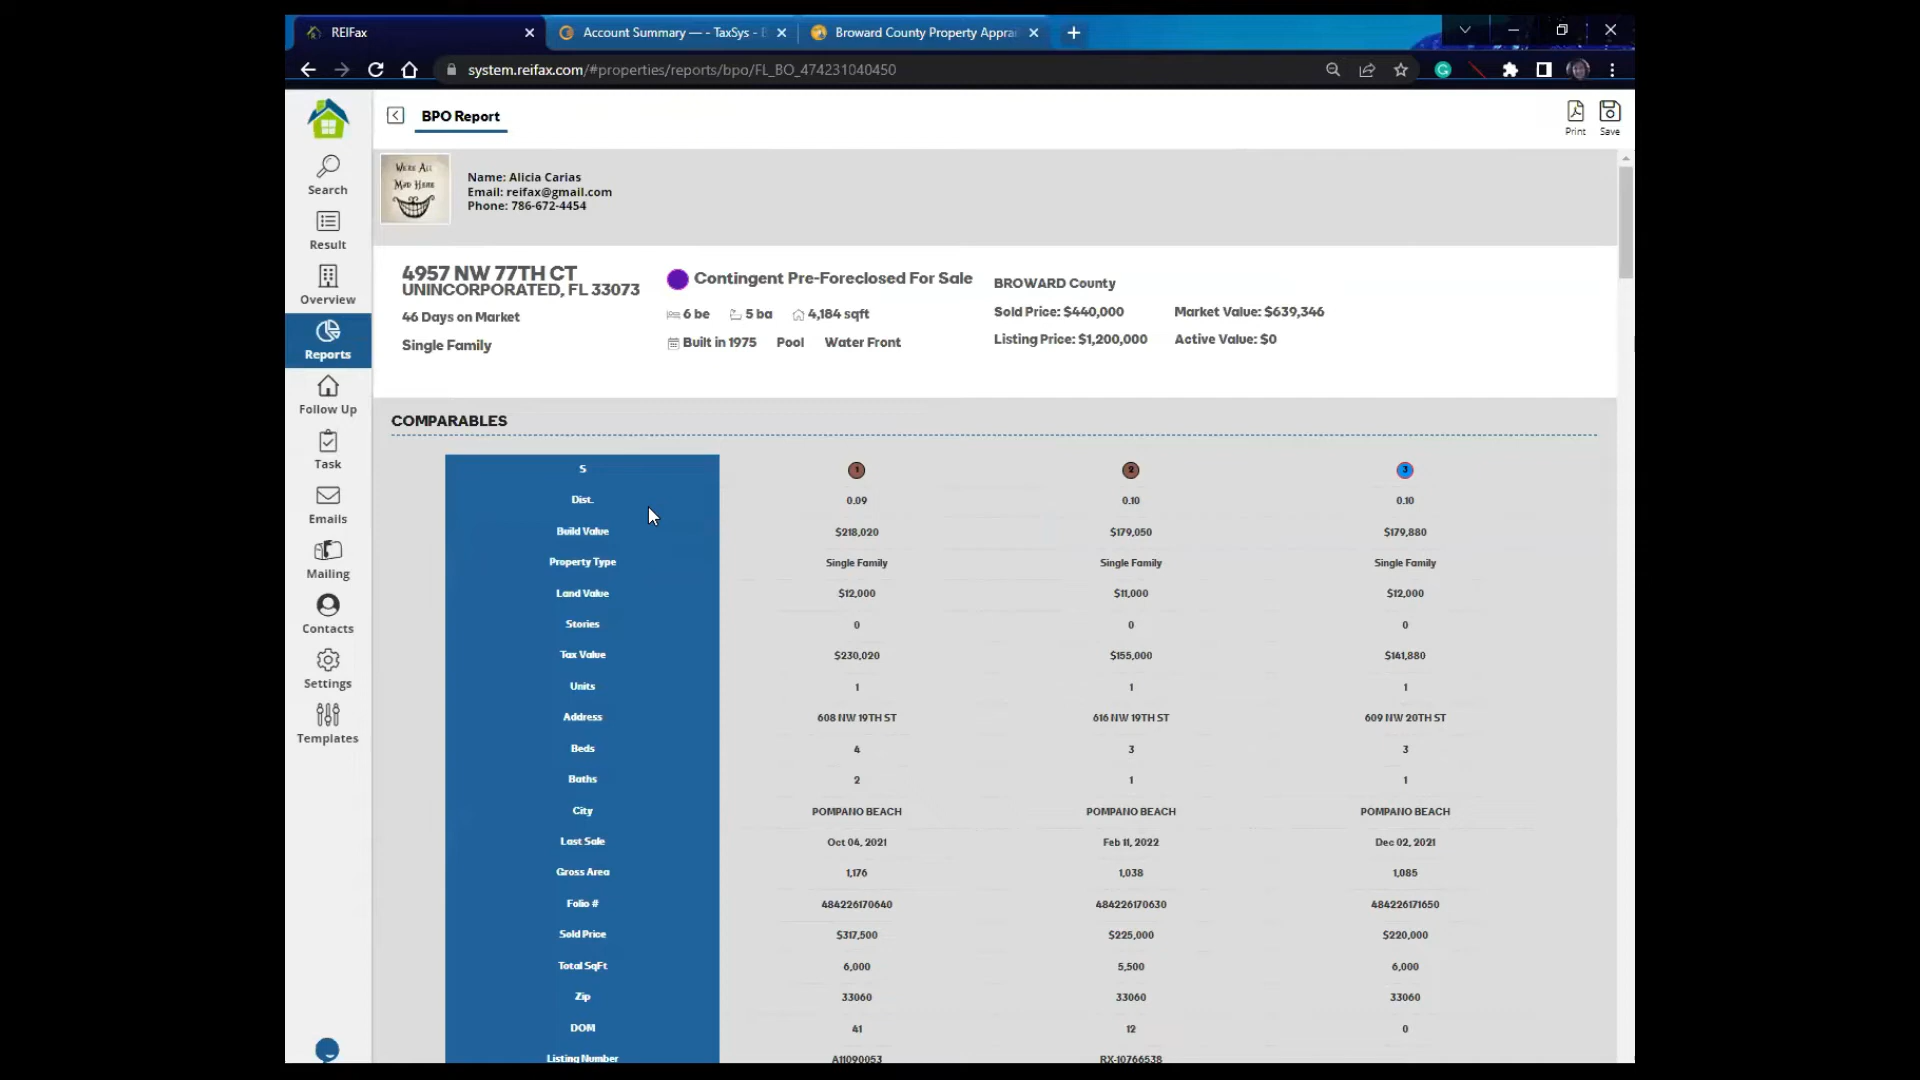 REIFax
Account Summary — - TaxSys - B
Broward County Property Apprai
system.reifax.com/#properties/reports/bpo/FL_BO_474231040450
BPO Report
Print
Save
WE'RE ALL
MAD HERE
Name: Alicia Carias
Email: reifax@gmail.com
Phone: 786-672-4454
Search
Result
Overview
Reports
Follow Up
Task
Emails
Mailing
Contacts
Settings
Templates
4957 NW 77TH CT
UNINCORPORATED, FL 33073
46 Days on Market
Single Family
Contingent Pre-Foreclosed For Sale
6 be 5 ba 4,184 sqft
Built in 1975 Pool Water Front
BROWARD County
Sold Price: $440,000 Market Value: $639,346
Listing Price: $1,200,000 Active Value: $0
COMPARABLES
S 1 2 3
Dist. 0.09 0.10 0.10
Build Value $218,020 $179,050 $179,880
Property Type Single Family Single Family Single Family
Land Value $12,000 $11,000 $12,000
Stories 0 0 0
Tax Value $230,020 $155,000 $141,880
Units 1 1 1
Address 608 NW 19TH ST 616 NW 19TH ST 609 NW 20TH ST
Beds 4 3 3
Baths 2 1 1
City POMPANO BEACH POMPANO BEACH POMPANO BEACH
Last Sale Oct 04, 2021 Feb 11, 2022 Dec 02, 2021
Gross Area 1,176 1,038 1,085
Folio # 484226170640 484226170630 484226171650
Sold Price $317,500 $225,000 $220,000
Total SqFt 6,000 5,500 6,000
Zip 33060 33060 33060
DOM 41 12 0
Listing Number A11090053 RX-10766538